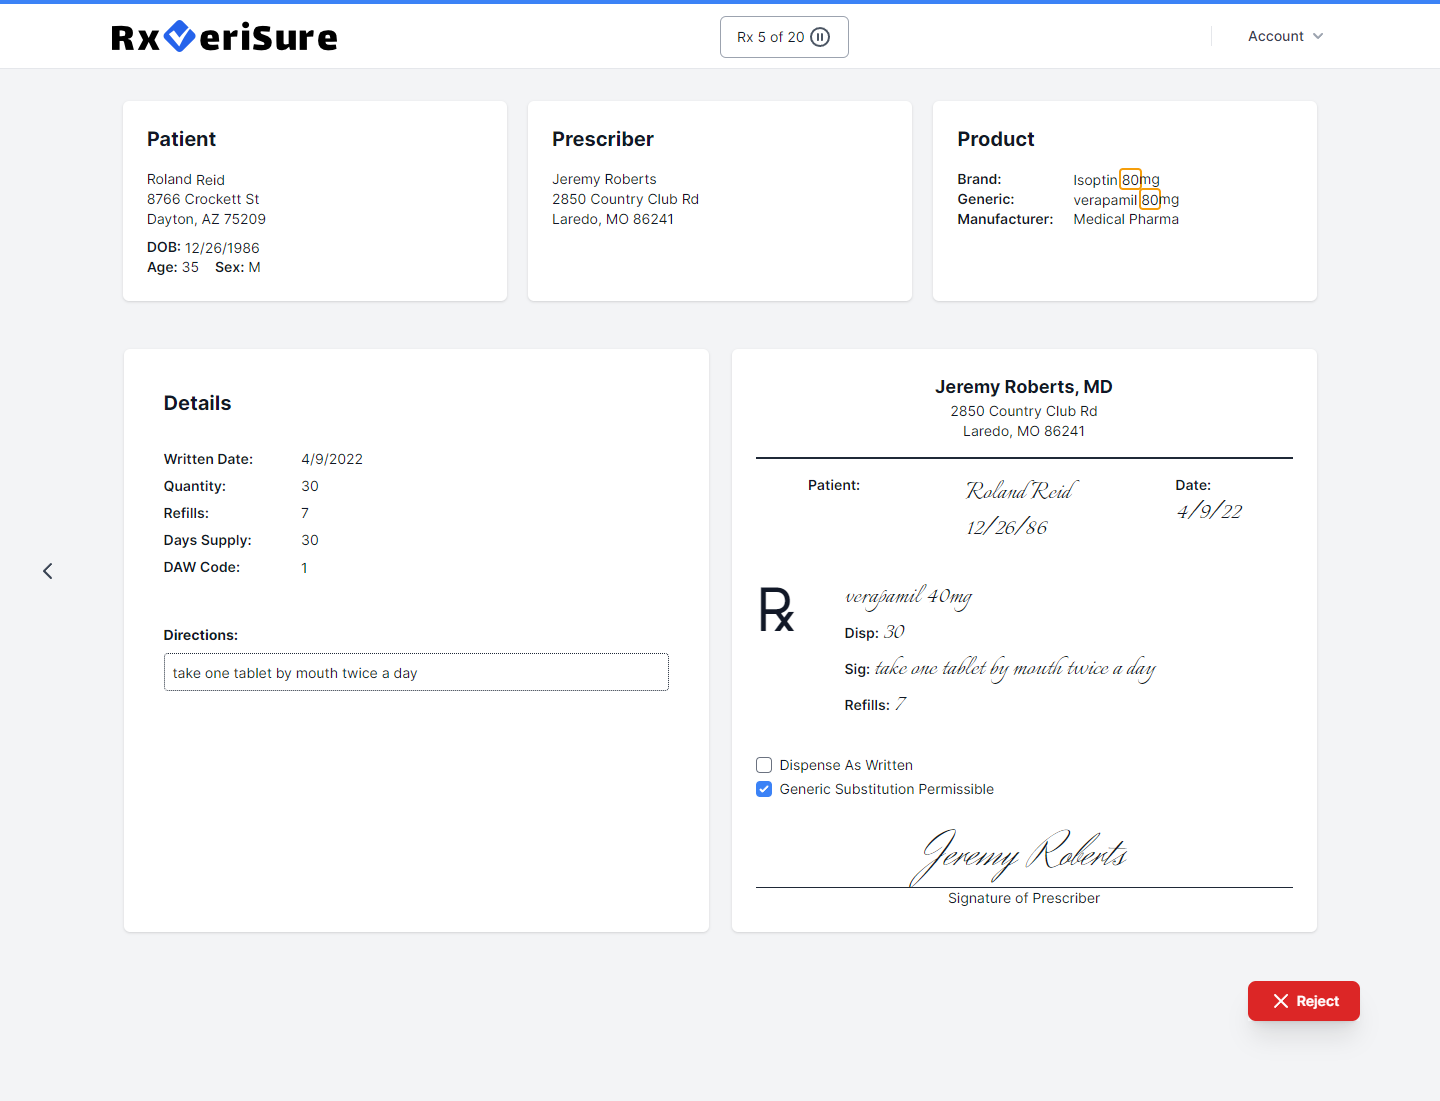 RxVeriSure
Rx 5 of 20
Account
Patient
Roland Reid
8766 Crockett St
Dayton, AZ 75209
DOB: 12/26/1986
Age: 35 Sex: M
Prescriber
Jeremy Roberts
2850 Country Club Rd
Laredo, MO 86241
Product
Brand: Isoptin 80mg
Generic: verapamil 80mg
Manufacturer: Medical Pharma
Details
Written Date: 4/9/2022
Quantity: 30
Refills: 7
Days Supply: 30
DAW Code: 1
Directions:
take one tablet by mouth twice a day
Jeremy Roberts, MD
2850 Country Club Rd
Laredo, MO 86241
Patient: Roland Reid Date:
12/26/86 4/9/22
Rx
verapamil 40mg
Disp: 30
Sig: take one tablet by mouth twice a day
Refills: 7
Dispense As Written
Generic Substitution Permissible
Jeremy Roberts
Signature of Prescriber
Reject